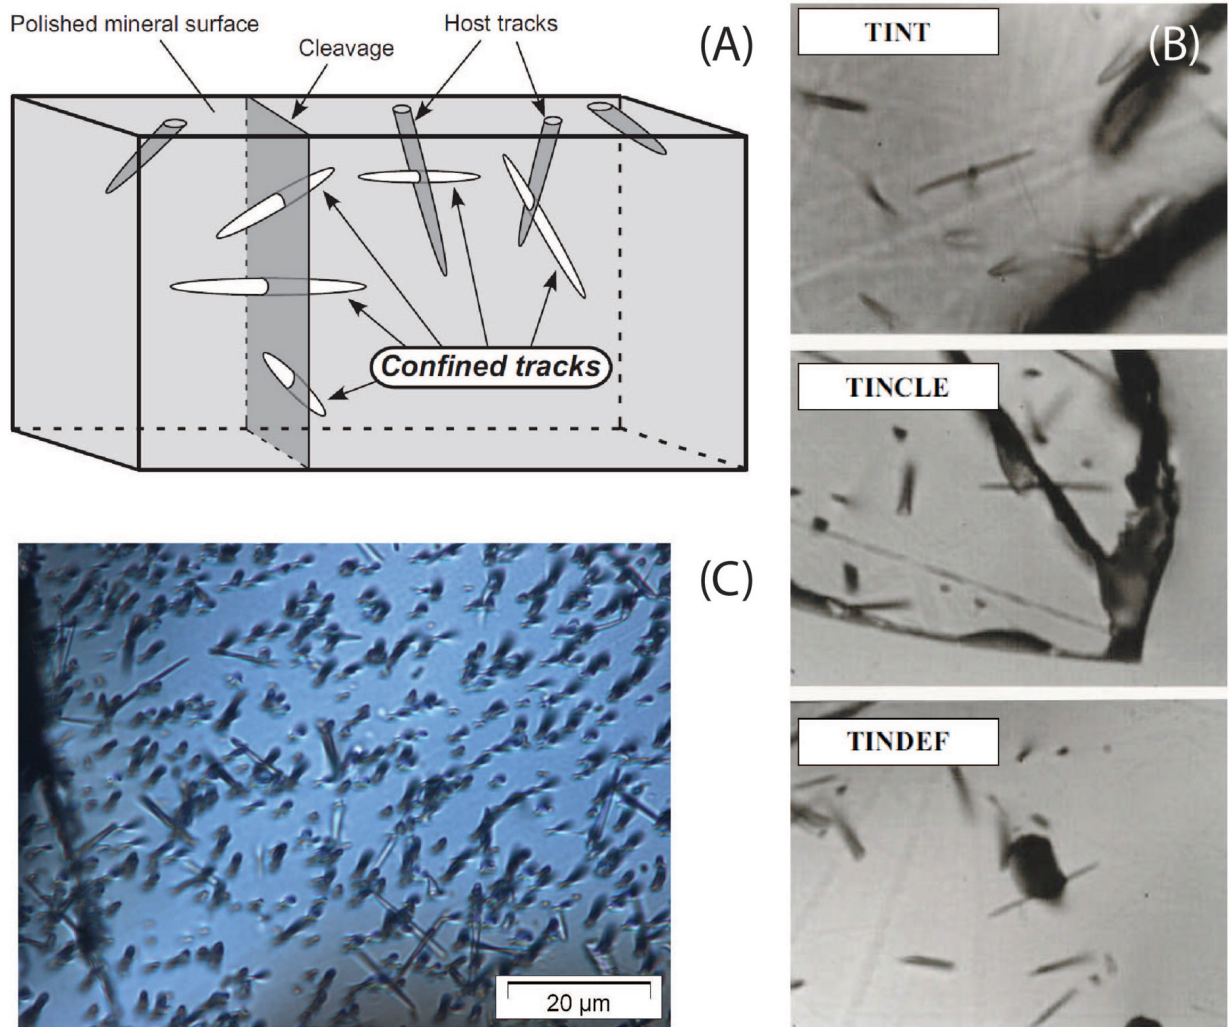 Polished mineral surface
Cleavage
Host tracks
(A)
Confined tracks
TINT
(B)
TINCLE
TINDEF
(C)
20 µm